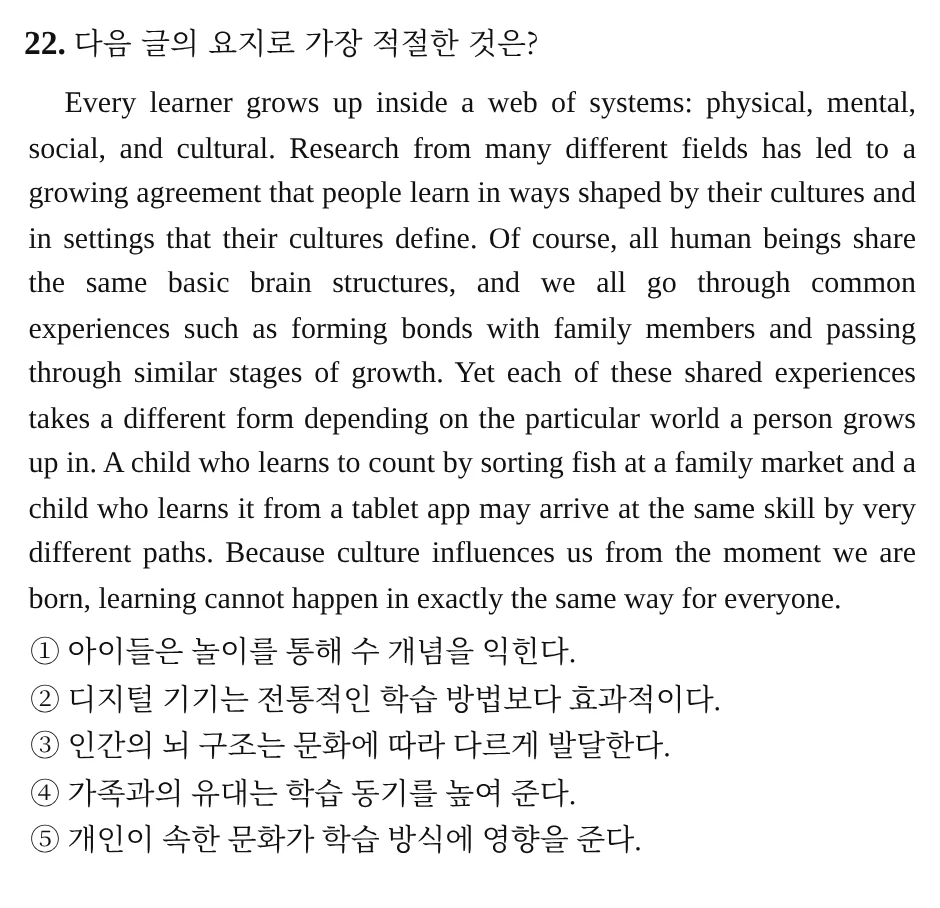 22. 다음 글의 요지로 가장 적절한 것은?
Every learner grows up inside a web of systems: physical, mental,
social, and cultural. Research from many different fields has led to a
growing agreement that people learn in ways shaped by their cultures and
in settings that their cultures define. Of course, all human beings share
the same basic brain structures, and we all go through common
experiences such as forming bonds with family members and passing
through similar stages of growth. Yet each of these shared experiences
takes a different form depending on the particular world a person grows
up in. A child who learns to count by sorting fish at a family market and a
child who learns it from a tablet app may arrive at the same skill by very
different paths. Because culture influences us from the moment we are
born, learning cannot happen in exactly the same way for everyone.
① 아이들은 놀이를 통해 수 개념을 익힌다.
② 디지털 기기는 전통적인 학습 방법보다 효과적이다.
③ 인간의 뇌 구조는 문화에 따라 다르게 발달한다.
④ 가족과의 유대는 학습 동기를 높여 준다.
⑤ 개인이 속한 문화가 학습 방식에 영향을 준다.